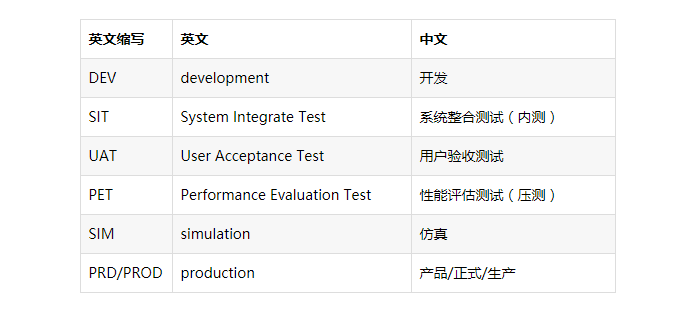 英文缩写 英文 中文
DEV development 开发
SIT System Integrate Test 系统整合测试（内测）
UAT User Acceptance Test 用户验收测试
PET Performance Evaluation Test 性能评估测试（压测）
SIM simulation 仿真
PRD/PROD production 产品/正式/生产